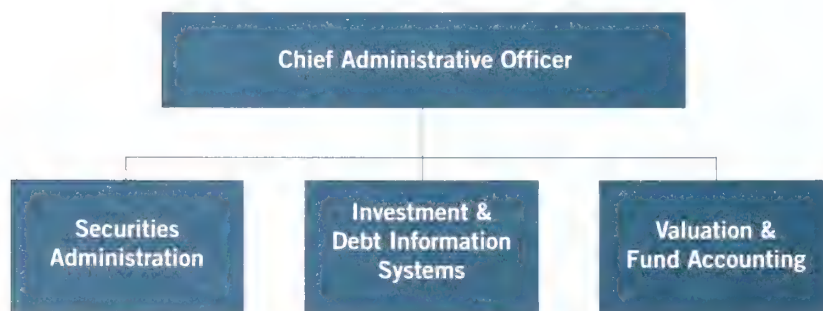 Chief Administrative Officer
Securities
Administration
Investment &
Debt Information
Systems
Valuation &
Fund Accounting